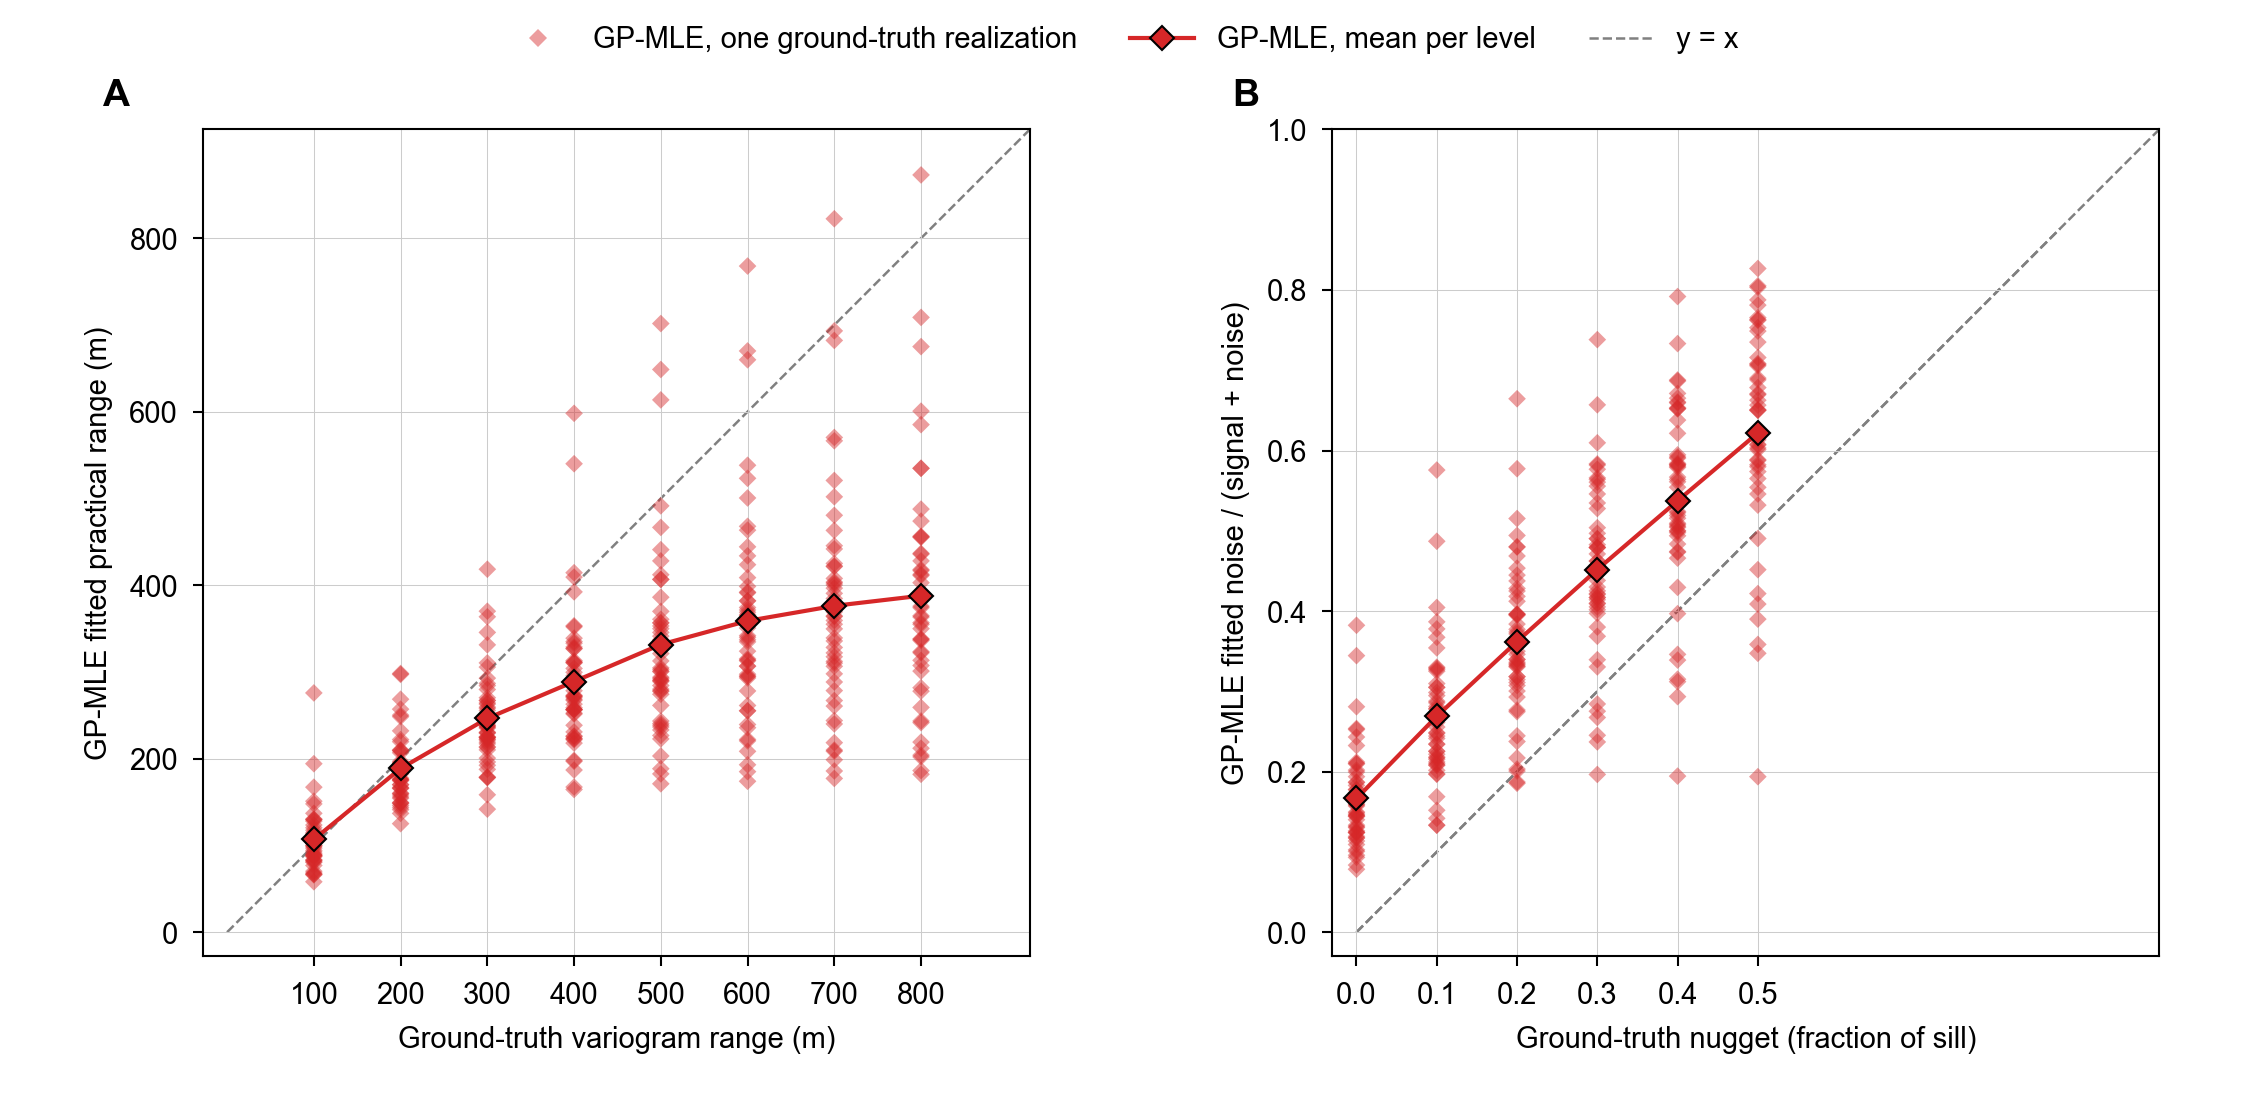 GP-MLE, one ground-truth realization GP-MLE, mean per level y = x
A
GP-MLE fitted practical range (m)
800
600
400
200
0
100 200 300 400 500 600 700 800
Ground-truth variogram range (m)
B
GP-MLE fitted noise / (signal + noise)
1.0
0.8
0.6
0.4
0.2
0.0
0.0 0.1 0.2 0.3 0.4 0.5
Ground-truth nugget (fraction of sill)